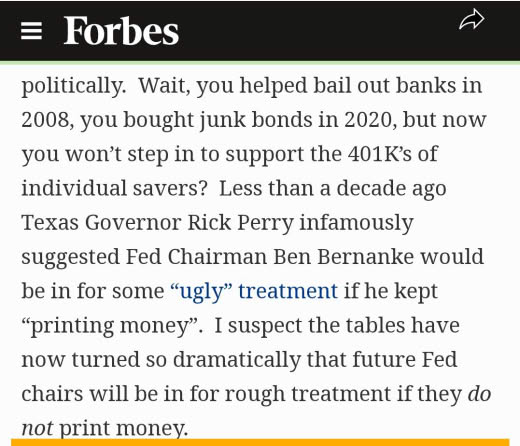 Forbes
politically.  Wait, you helped bail out banks in
2008, you bought junk bonds in 2020, but now
you won’t step in to support the 401K’s of
individual savers?  Less than a decade ago
Texas Governor Rick Perry infamously
suggested Fed Chairman Ben Bernanke would
be in for some “ugly” treatment if he kept
“printing money”.  I suspect the tables have
now turned so dramatically that future Fed
chairs will be in for rough treatment if they do
not print money.